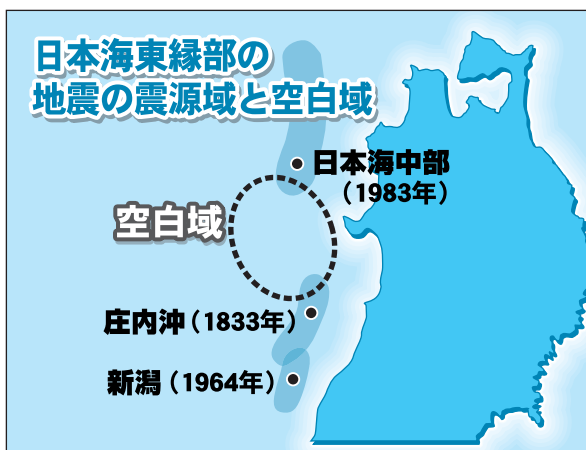 日本海東縁部の
地震の震源域と空白域
日本海中部
（1983年）
空白域
庄内沖（1833年）
新潟（1964年）